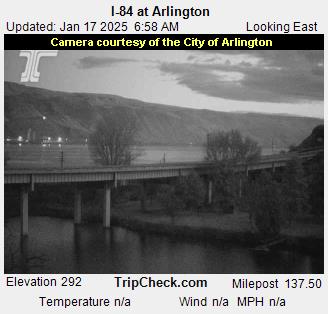 I-84 at Arlington
Updated: Jan 17 2025 6:58 AM Looking East
Camera courtesy of the City of Arlington
Elevation 292 TripCheck.com Milepost 137.50
Temperature n/a Wind n/a MPH n/a